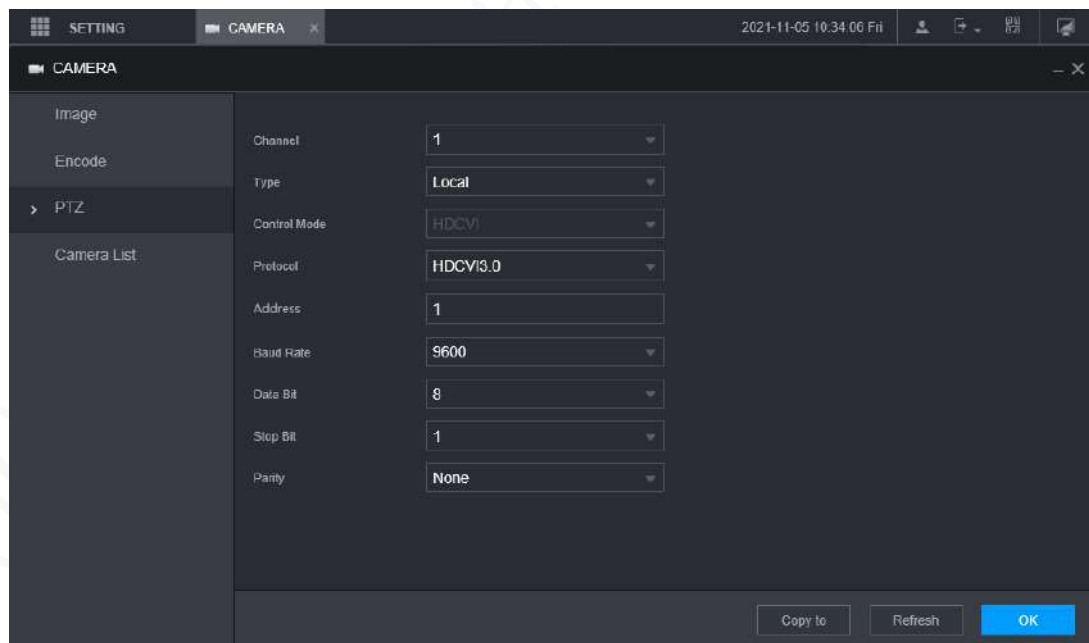 SETTING CAMERA 2021-11-05 10:34:06 Fri
CAMERA
Image
Encode
PTZ
Camera List
Channel 1
Type Local
Control Mode HDCVI
Protocol HDCVI3.0
Address 1
Baud Rate 9600
Data Bit 8
Stop Bit 1
Parity None
Copy to Refresh OK